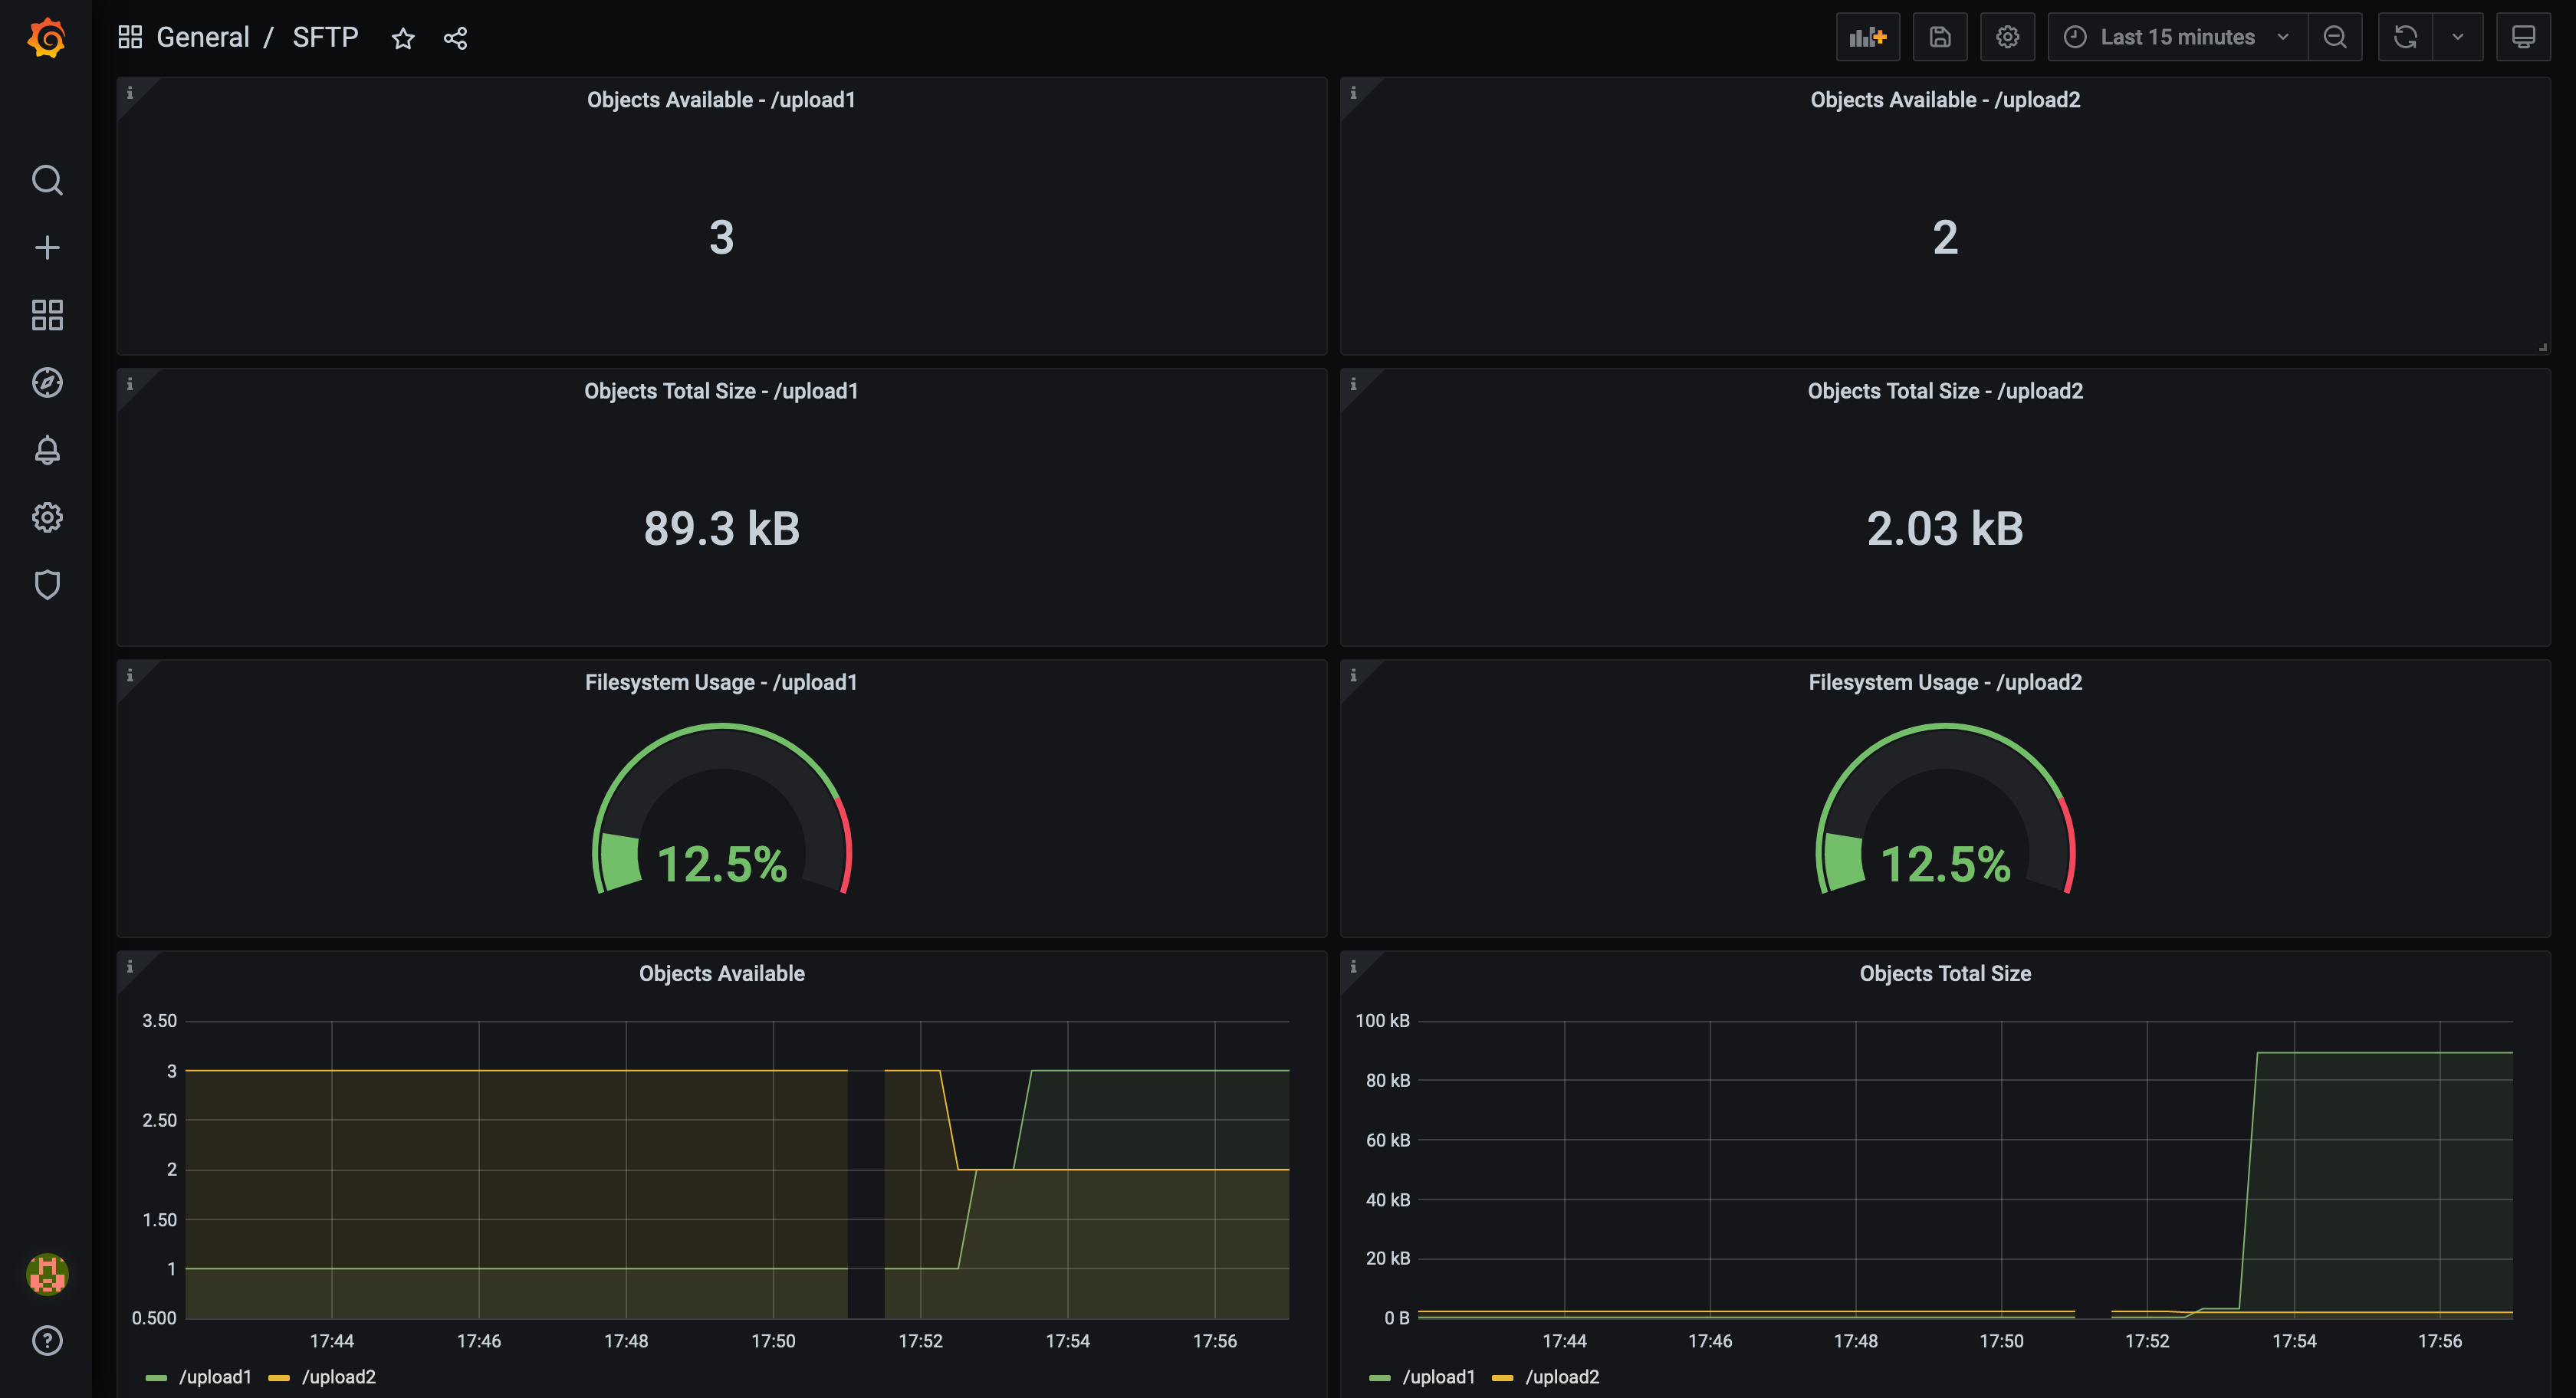 General / SFTP
Last 15 minutes
Objects Available - /upload1
3
Objects Available - /upload2
2
Objects Total Size - /upload1
89.3 kB
Objects Total Size - /upload2
2.03 kB
Filesystem Usage - /upload1
12.5%
Filesystem Usage - /upload2
12.5%
Objects Available
3.50
3
2.50
2
1.50
1
0.500
17:44 17:46 17:48 17:50 17:52 17:54 17:56
/upload1 /upload2
Objects Total Size
100 kB
80 kB
60 kB
40 kB
20 kB
0 B
17:44 17:46 17:48 17:50 17:52 17:54 17:56
/upload1 /upload2